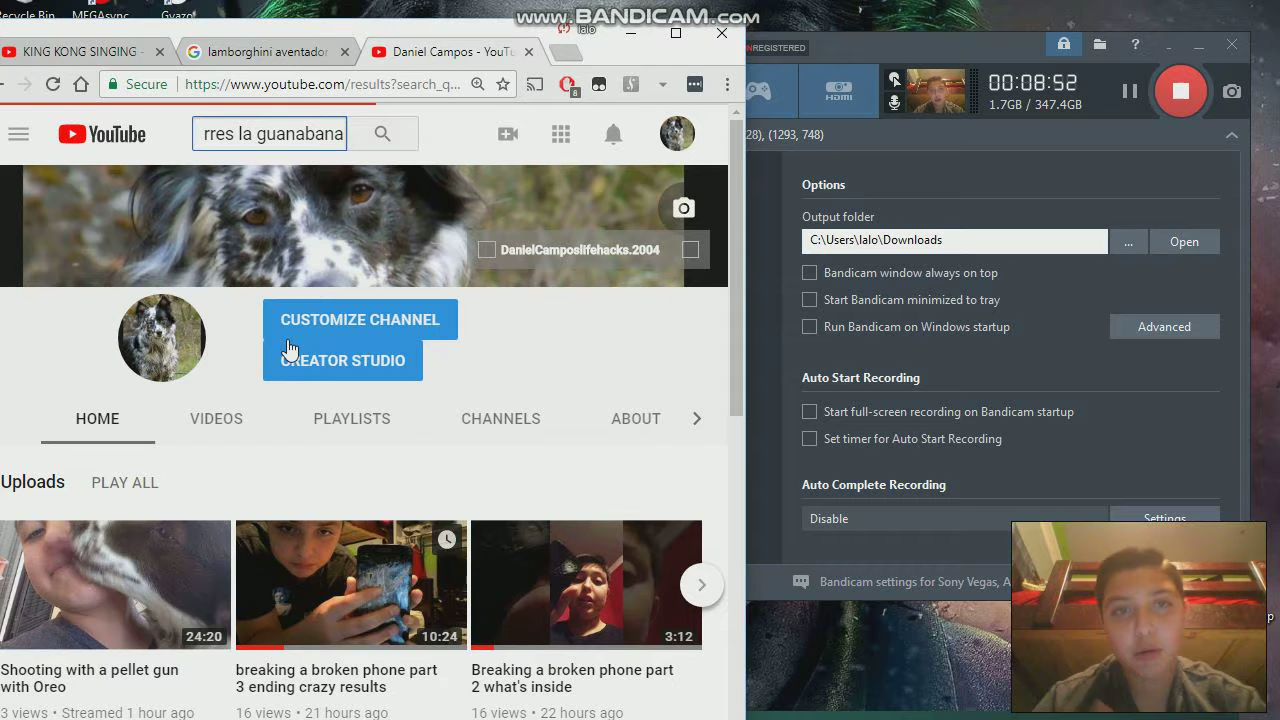 Recycle Bin
MEGAsync
Gyazo
www.BANDICAM.com
lalo
KING KONG SINGING -
lamborghini aventador
Daniel Campos - YouTu
Secure
https://www.youtube.com/results?search_q...
8
YouTube
rres la guanabana
DanielCamposlifehacks.2004
CUSTOMIZE CHANNEL
CREATOR STUDIO
HOME
VIDEOS
PLAYLISTS
CHANNELS
ABOUT
Uploads
PLAY ALL
24:20
10:24
3:12
Shooting with a pellet gun
with Oreo
3 views • Streamed 1 hour ago
breaking a broken phone part
3 ending crazy results
16 views • 21 hours ago
Breaking a broken phone part
2 what's inside
16 views • 22 hours ago
NREGISTERED
HDMI
00:08:52
1.7GB / 347.4GB
28), (1293, 748)
Options
Output folder
C:\Users\lalo\Downloads
...
Open
Bandicam window always on top
Start Bandicam minimized to tray
Run Bandicam on Windows startup
Advanced
Auto Start Recording
Start full-screen recording on Bandicam startup
Set timer for Auto Start Recording
Auto Complete Recording
Disable
Settings
Bandicam settings for Sony Vegas, A
p